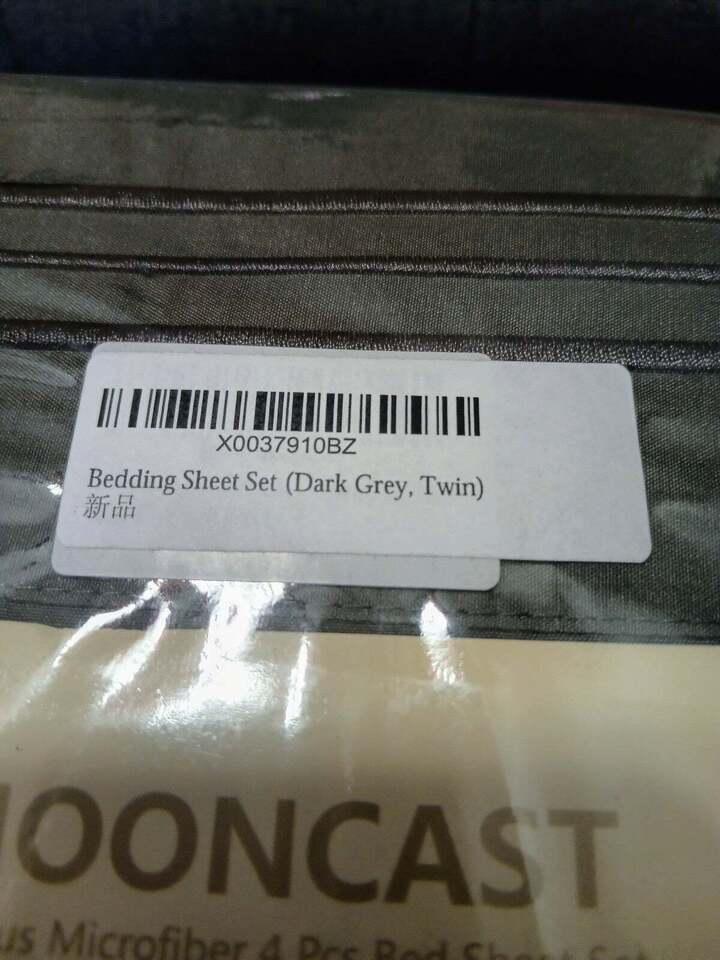 X0037910BZ
Bedding Sheet Set (Dark Grey, Twin)
新品
OONCAST
Microfiber 4 Pcs Bed Sheet Set